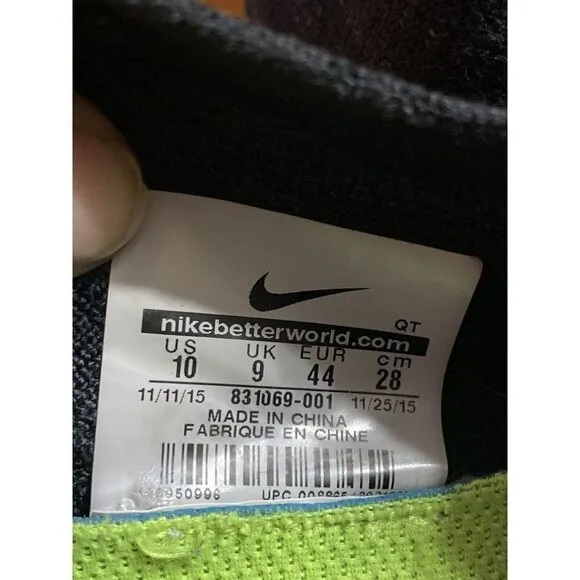 QT
nikebetterworld.com
US UK EUR cm
10 9 44 28
11/11/15 831069-001 11/25/15
MADE IN CHINA
FABRIQUE EN CHINE
UPC